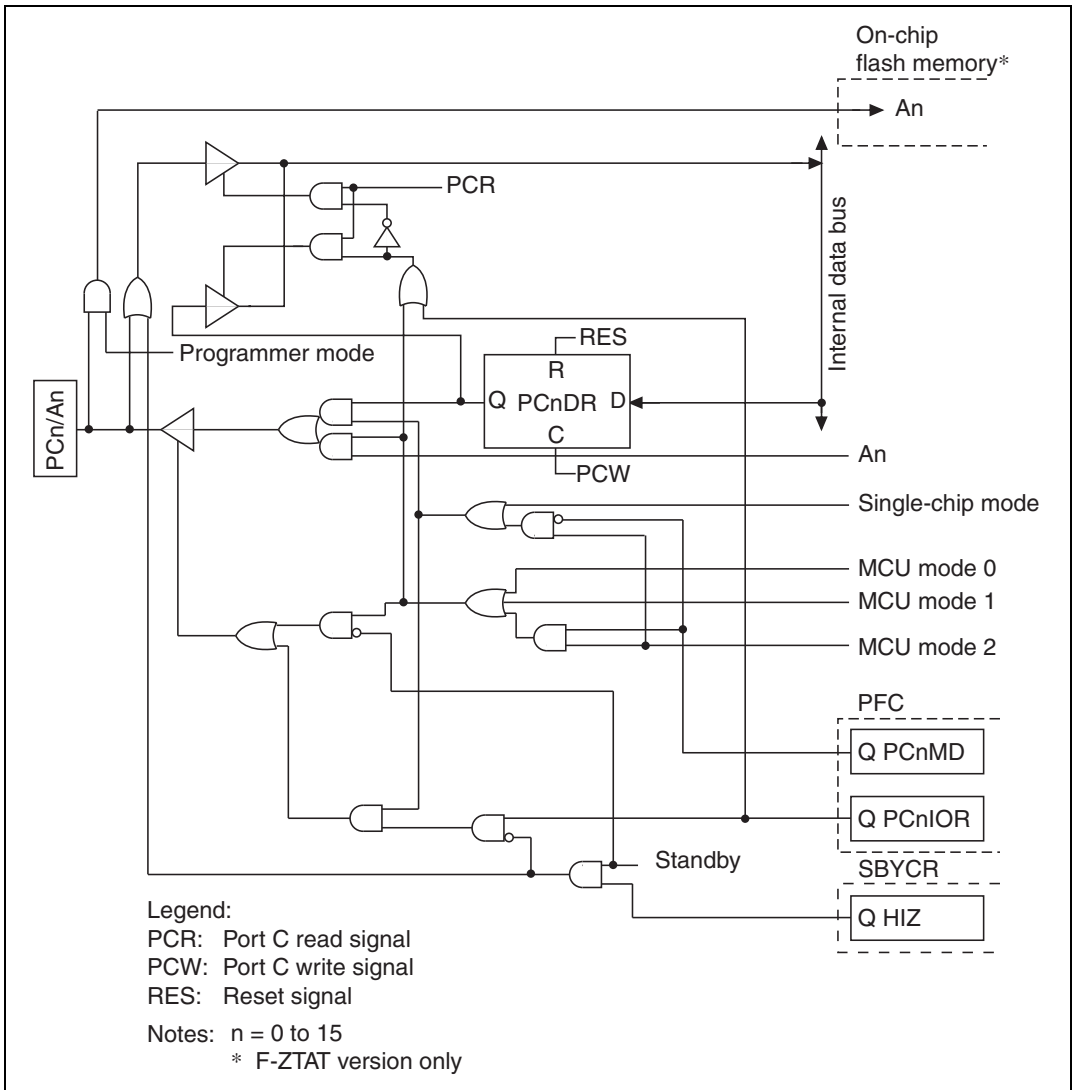 On-chip
flash memory*
An
PCR
Internal data bus
Programmer mode
RES
R
Q PCnDR D
C
PCW
PCn/An
An
Single-chip mode
MCU mode 0
MCU mode 1
MCU mode 2
PFC
Q PCnMD
Q PCnIOR
Standby
SBYCR
Q HIZ
Legend:
PCR: Port C read signal
PCW: Port C write signal
RES: Reset signal
Notes: n = 0 to 15
* F-ZTAT version only